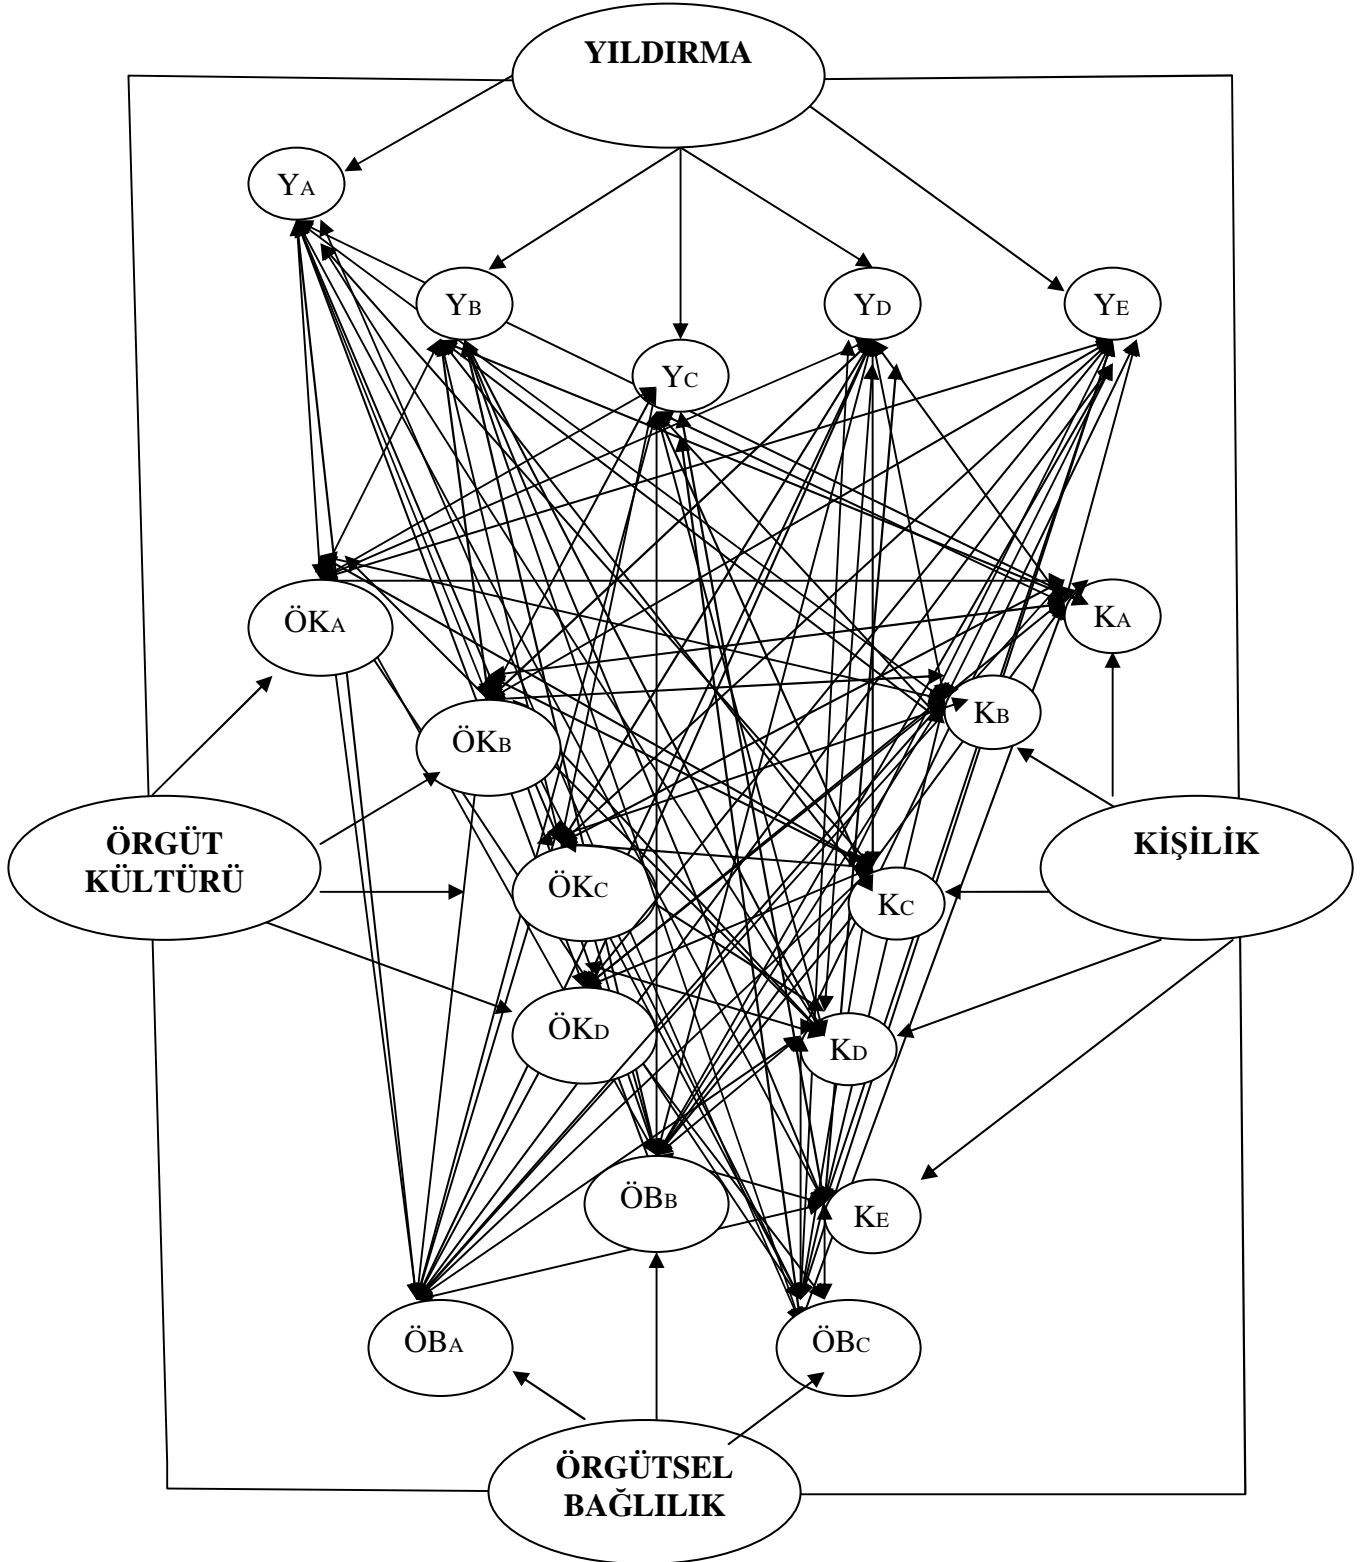 YILDIRMA
YA
YB
YD
YE
YC
ÖKA
KA
KB
ÖKB
ÖRGÜT
KÜLTÜRÜ
KİŞİLİK
ÖKC
KC
ÖKD
KD
ÖBB
KE
ÖBA
ÖBC
ÖRGÜTSEL
BAĞLILIK